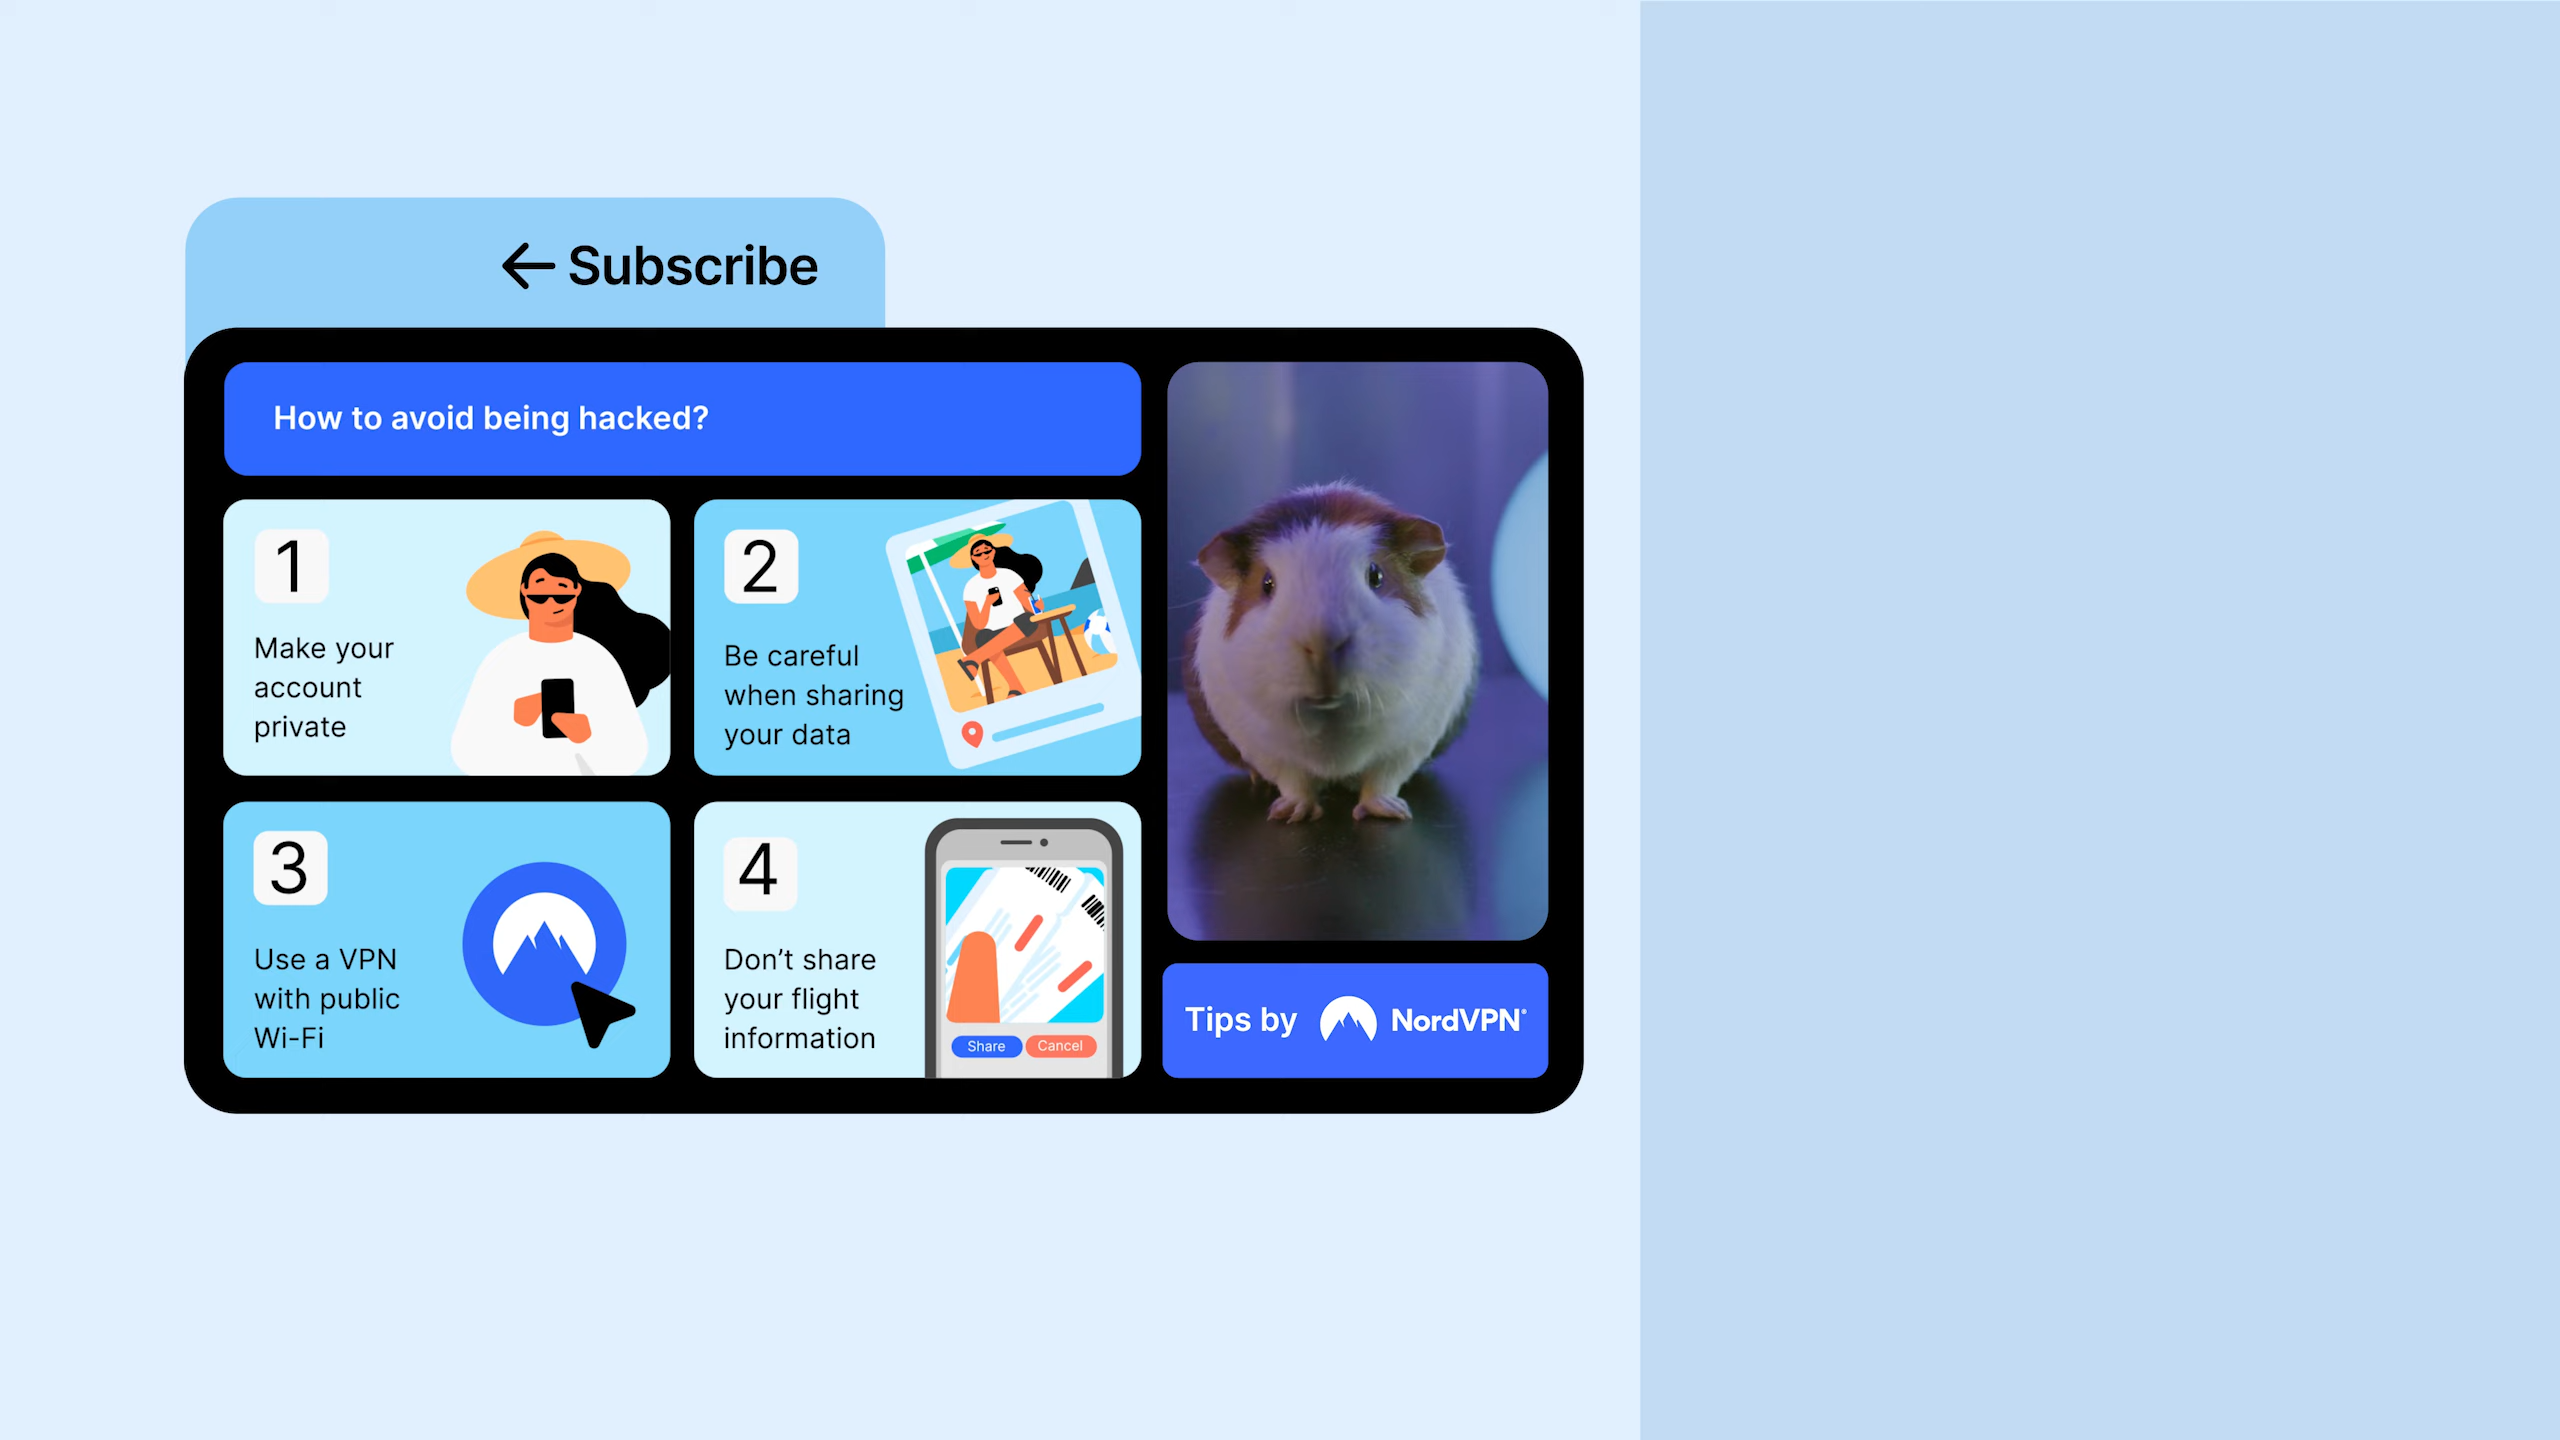 ← Subscribe
How to avoid being hacked?
1
Make your
account
private
2
Be careful
when sharing
your data
3
Use a VPN
with public
Wi-Fi
4
Don’t share
your flight
information
Share Cancel
Tips by NordVPN®